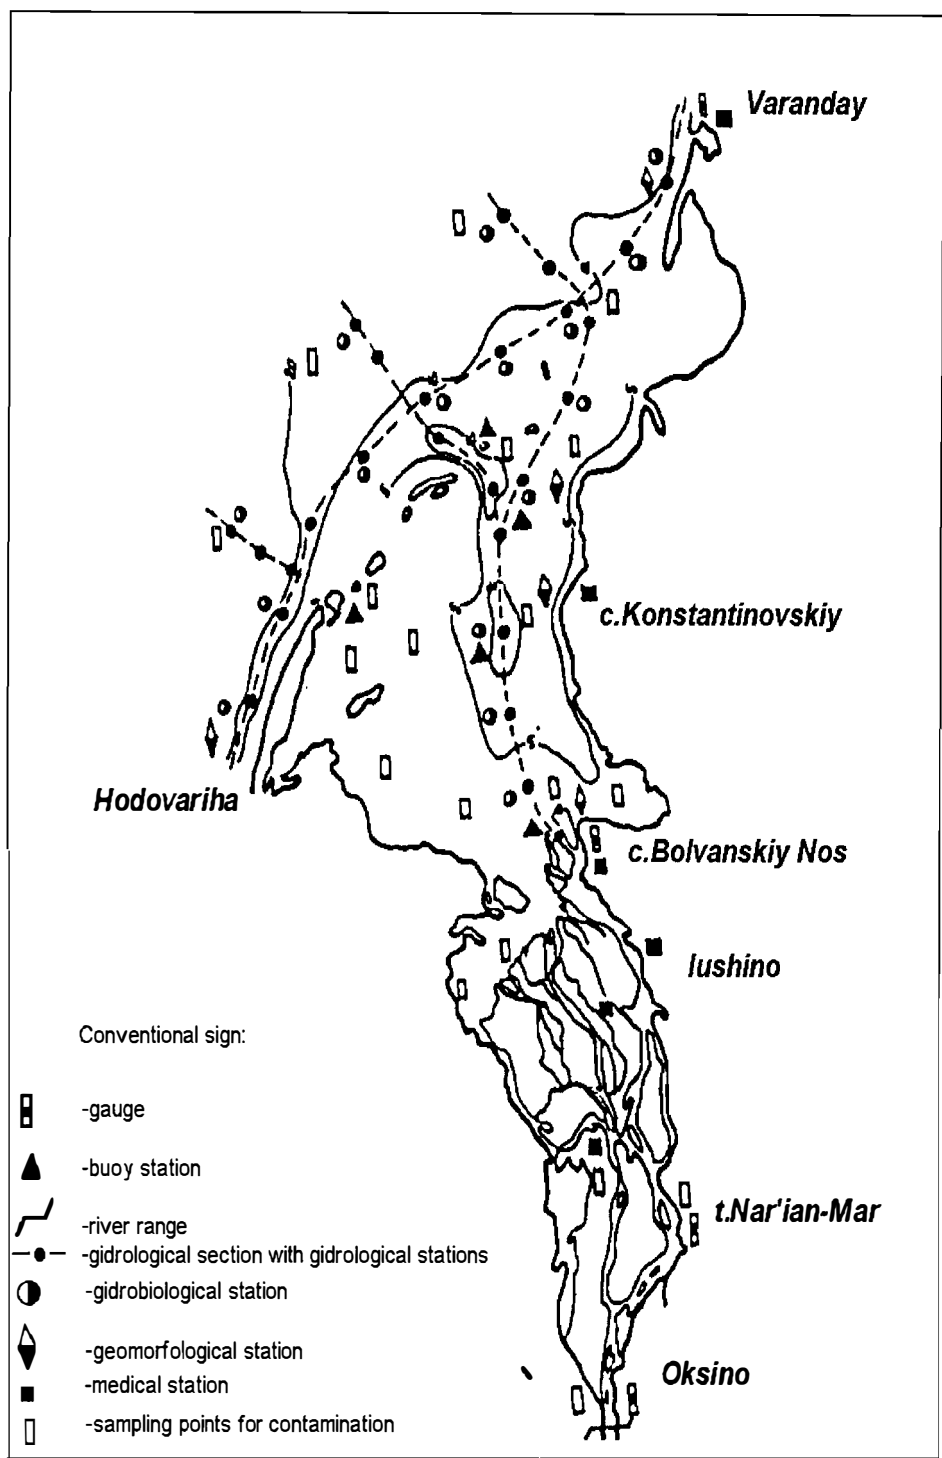 Varanday
c.Konstantinovskiy
Hodovariha
c.Bolvanskiy Nos
Iushino
t.Nar'ian-Mar
Oksino
Conventional sign:
-gauge
-buoy station
-river range
-gidrological section with gidrological stations
-gidrobiological station
-geomorfological station
-medical station
-sampling points for contamination